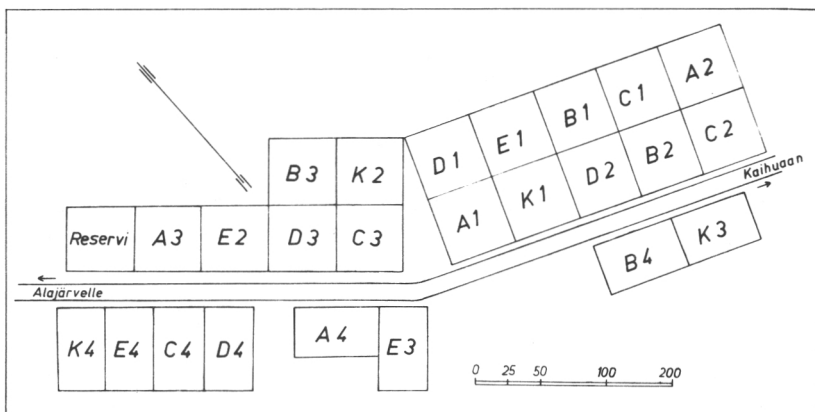 D1 E1 B1 C1 A2
A1 K1 D2 B2 C2
Kaihuaan
B3 K2
Reservi A3 E2 D3 C3
B4 K3
Alajärvelle
K4 E4 C4 D4
A4 E3
0 25 50 100 200